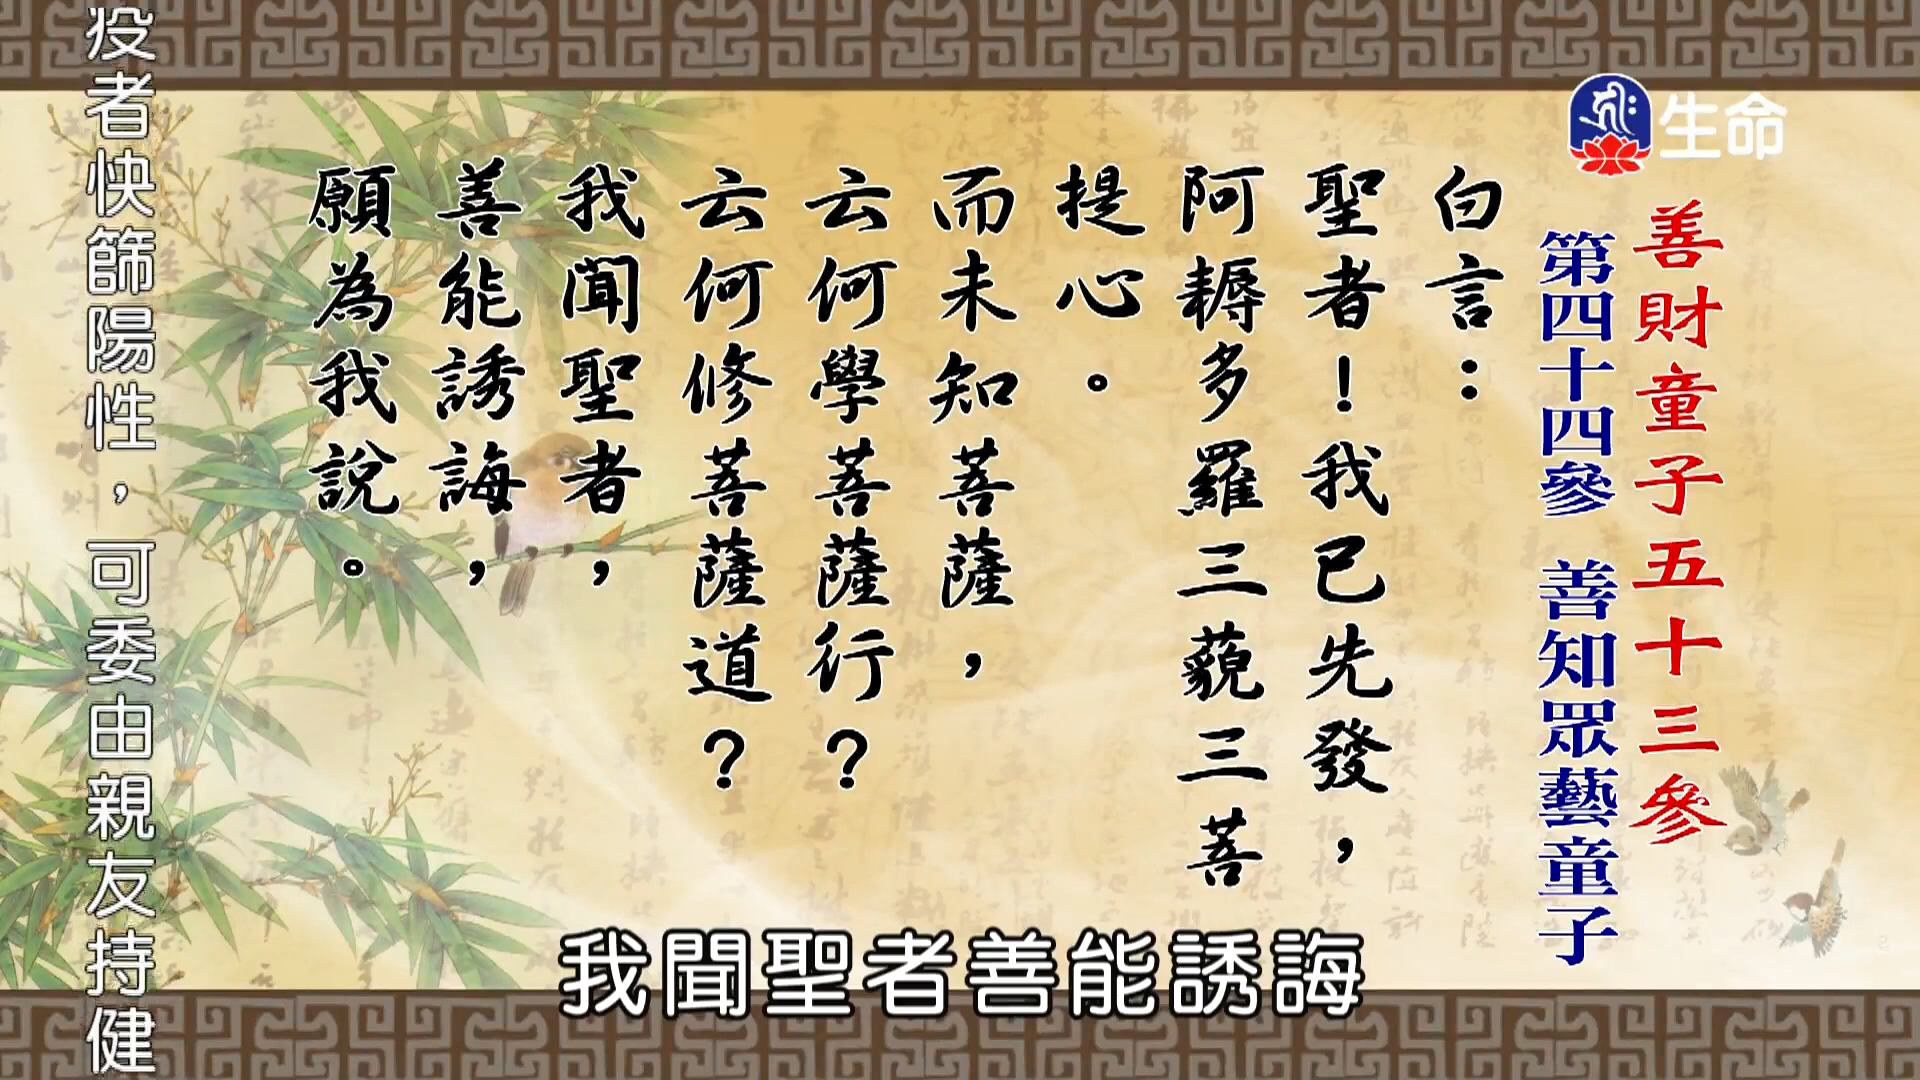 生命
善財童子五十三參
第四十四參 善知眾藝童子
白言：
聖者！我已先發，
阿耨多羅三藐三菩
提心。
而未知菩薩，
云何學菩薩行？
云何修菩薩道？
我聞聖者，
善能誘誨，
願為我說。
疫者快篩陽性，可委由親友持健
我聞聖者善能誘誨